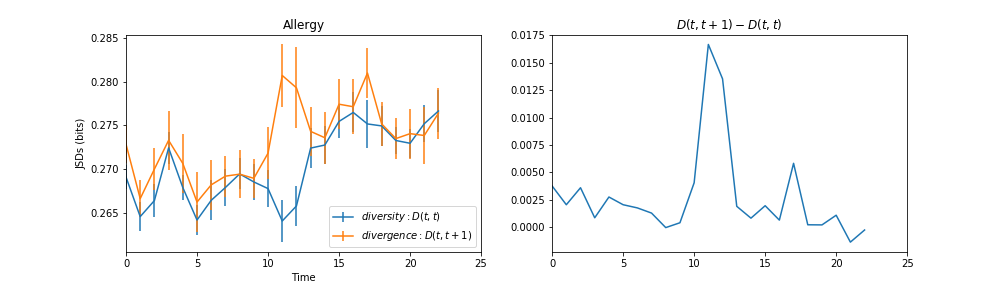 Allergy
0.285
0.280
0.275
0.270
0.265
JSDs (bits)
0 5 10 15 20 25
Time
diversity: D(t, t)
divergence: D(t, t+1)
D(t, t+1) − D(t, t)
0.0175
0.0150
0.0125
0.0100
0.0075
0.0050
0.0025
0.0000
0 5 10 15 20 25